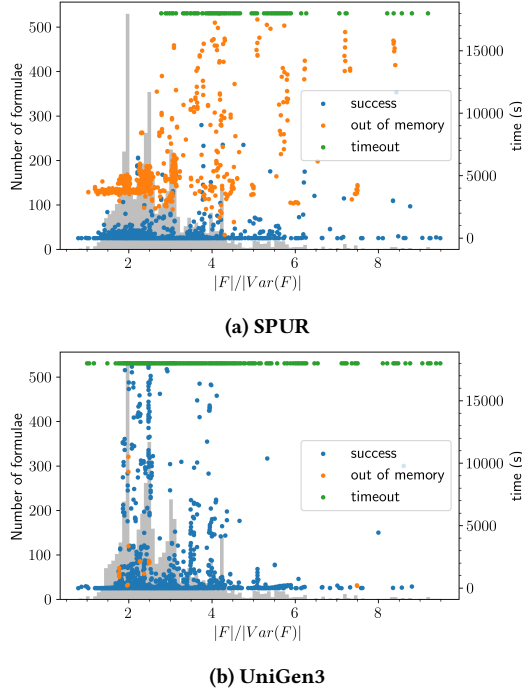 500
400
300
200
100
0
Number of formulae
15000
10000
5000
0
time (s)
success
out of memory
timeout
2
4
6
8
|F|/|Var(F)|
(a) SPUR
500
400
300
200
100
0
Number of formulae
15000
10000
5000
0
time (s)
success
out of memory
timeout
2
4
6
8
|F|/|Var(F)|
(b) UniGen3